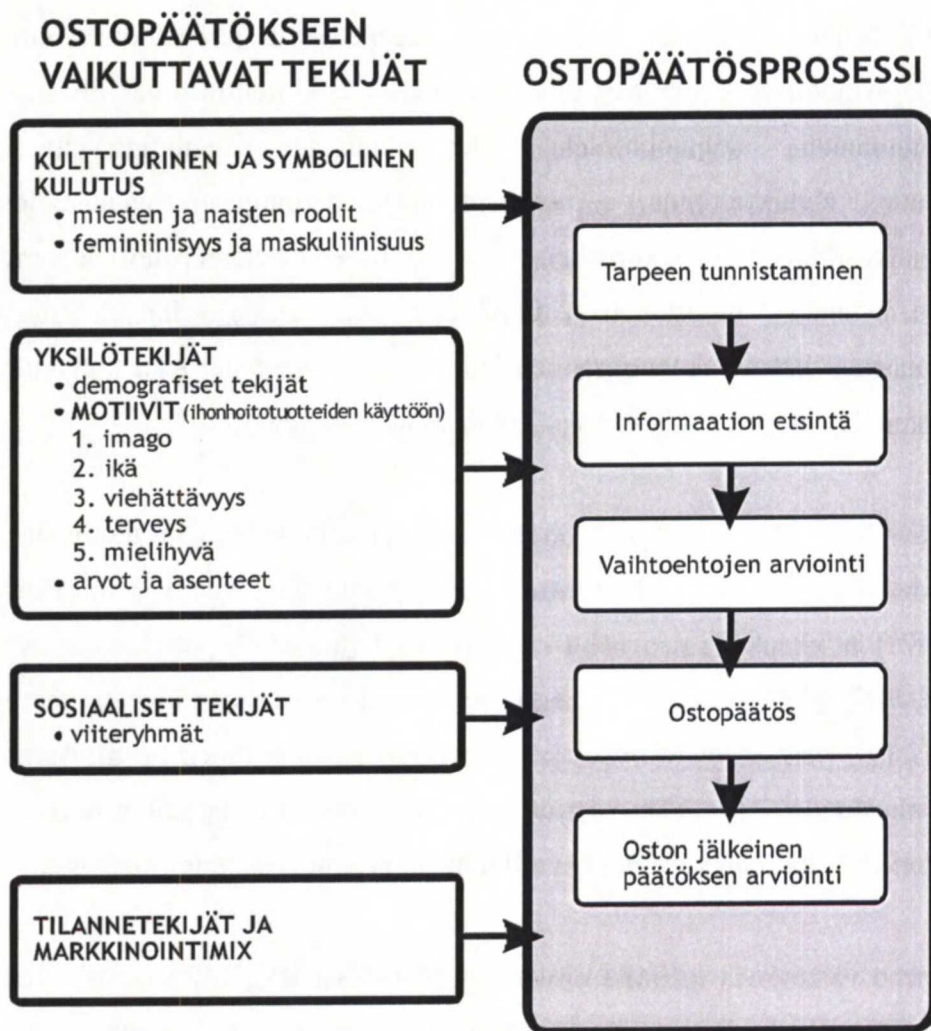 OSTOPÄÄTÖKSEEN
VAIKUTTAVAT TEKIJÄT
KULTTUURINEN JA SYMBOLINEN
KULUTUS
• miesten ja naisten roolit
• feminiinisyys ja maskuliinisuus
YKSILÖTEKIJÄT
• demografiset tekijät
• MOTIIVIT (ihonhoitotuotteiden käyttöön)
1. imago
2. ikä
3. viehättävyys
4. terveys
5. mielihyvä
• arvot ja asenteet
SOSIAALISET TEKIJÄT
• viiteryhmät
TILANNETEKIJÄT JA
MARKKINOINTIMIX
OSTOPÄÄTÖSPROSESSI
Tarpeen tunnistaminen
Informaation etsintä
Vaihtoehtojen arviointi
Ostopäätös
Oston jälkeinen
päätöksen arviointi